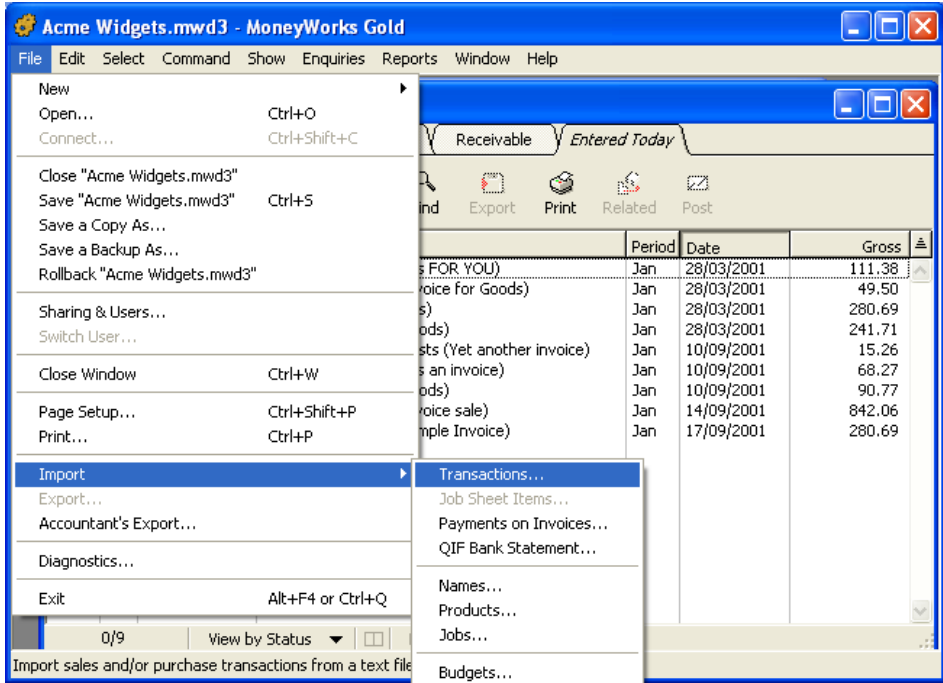 Acme Widgets.mwd3 - MoneyWorks Gold
File Edit Select Command Show Enquiries Reports Window Help
New
Open... Ctrl+O
Connect... Ctrl+Shift+C
Close "Acme Widgets.mwd3"
Save "Acme Widgets.mwd3" Ctrl+S
Save a Copy As...
Save a Backup As...
Rollback "Acme Widgets.mwd3"
Sharing & Users...
Switch User...
Close Window Ctrl+W
Page Setup... Ctrl+Shift+P
Print... Ctrl+P
Import
Export...
Accountant's Export...
Diagnostics...
Exit Alt+F4 or Ctrl+Q
Receivable Entered Today
ind Export Print Related Post
Period Date Gross
s FOR YOU) Jan 28/03/2001 111.38
voice for Goods) Jan 28/03/2001 49.50
s) Jan 28/03/2001 280.69
ods) Jan 28/03/2001 241.71
sts (Yet another invoice) Jan 10/09/2001 15.26
s an invoice) Jan 10/09/2001 68.27
ods) Jan 10/09/2001 90.77
voice sale) Jan 14/09/2001 842.06
mple Invoice) Jan 17/09/2001 280.69
Transactions...
Job Sheet Items...
Payments on Invoices...
QIF Bank Statement...
Names...
Products...
Jobs...
Budgets...
0/9 View by Status
Import sales and/or purchase transactions from a text file